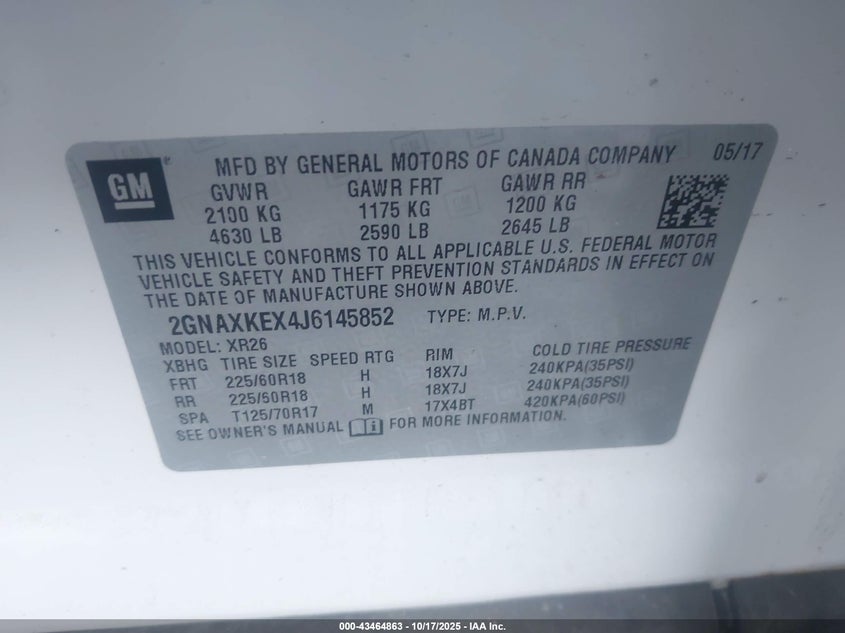 GM
MFD BY GENERAL MOTORS OF CANADA COMPANY 05/17
GVWR GAWR FRT GAWR RR
2100 KG 1175 KG 1200 KG
4630 LB 2590 LB 2645 LB
THIS VEHICLE CONFORMS TO ALL APPLICABLE U.S. FEDERAL MOTOR
VEHICLE SAFETY AND THEFT PREVENTION STANDARDS IN EFFECT ON
THE DATE OF MANUFACTURE SHOWN ABOVE.
2GNAXKEX4J6145852 TYPE: M.P.V.
MODEL: XR26
XBHG TIRE SIZE SPEED RTG RIM COLD TIRE PRESSURE
FRT 225/60R18 H 18X7J 240KPA(35PSI)
RR 225/60R18 H 18X7J 240KPA(35PSI)
SPA T125/70R17 M 17X4BT 420KPA(60PSI)
SEE OWNER'S MANUAL i FOR MORE INFORMATION.
000-43464863 | 10/17/2025 - IAA Inc.